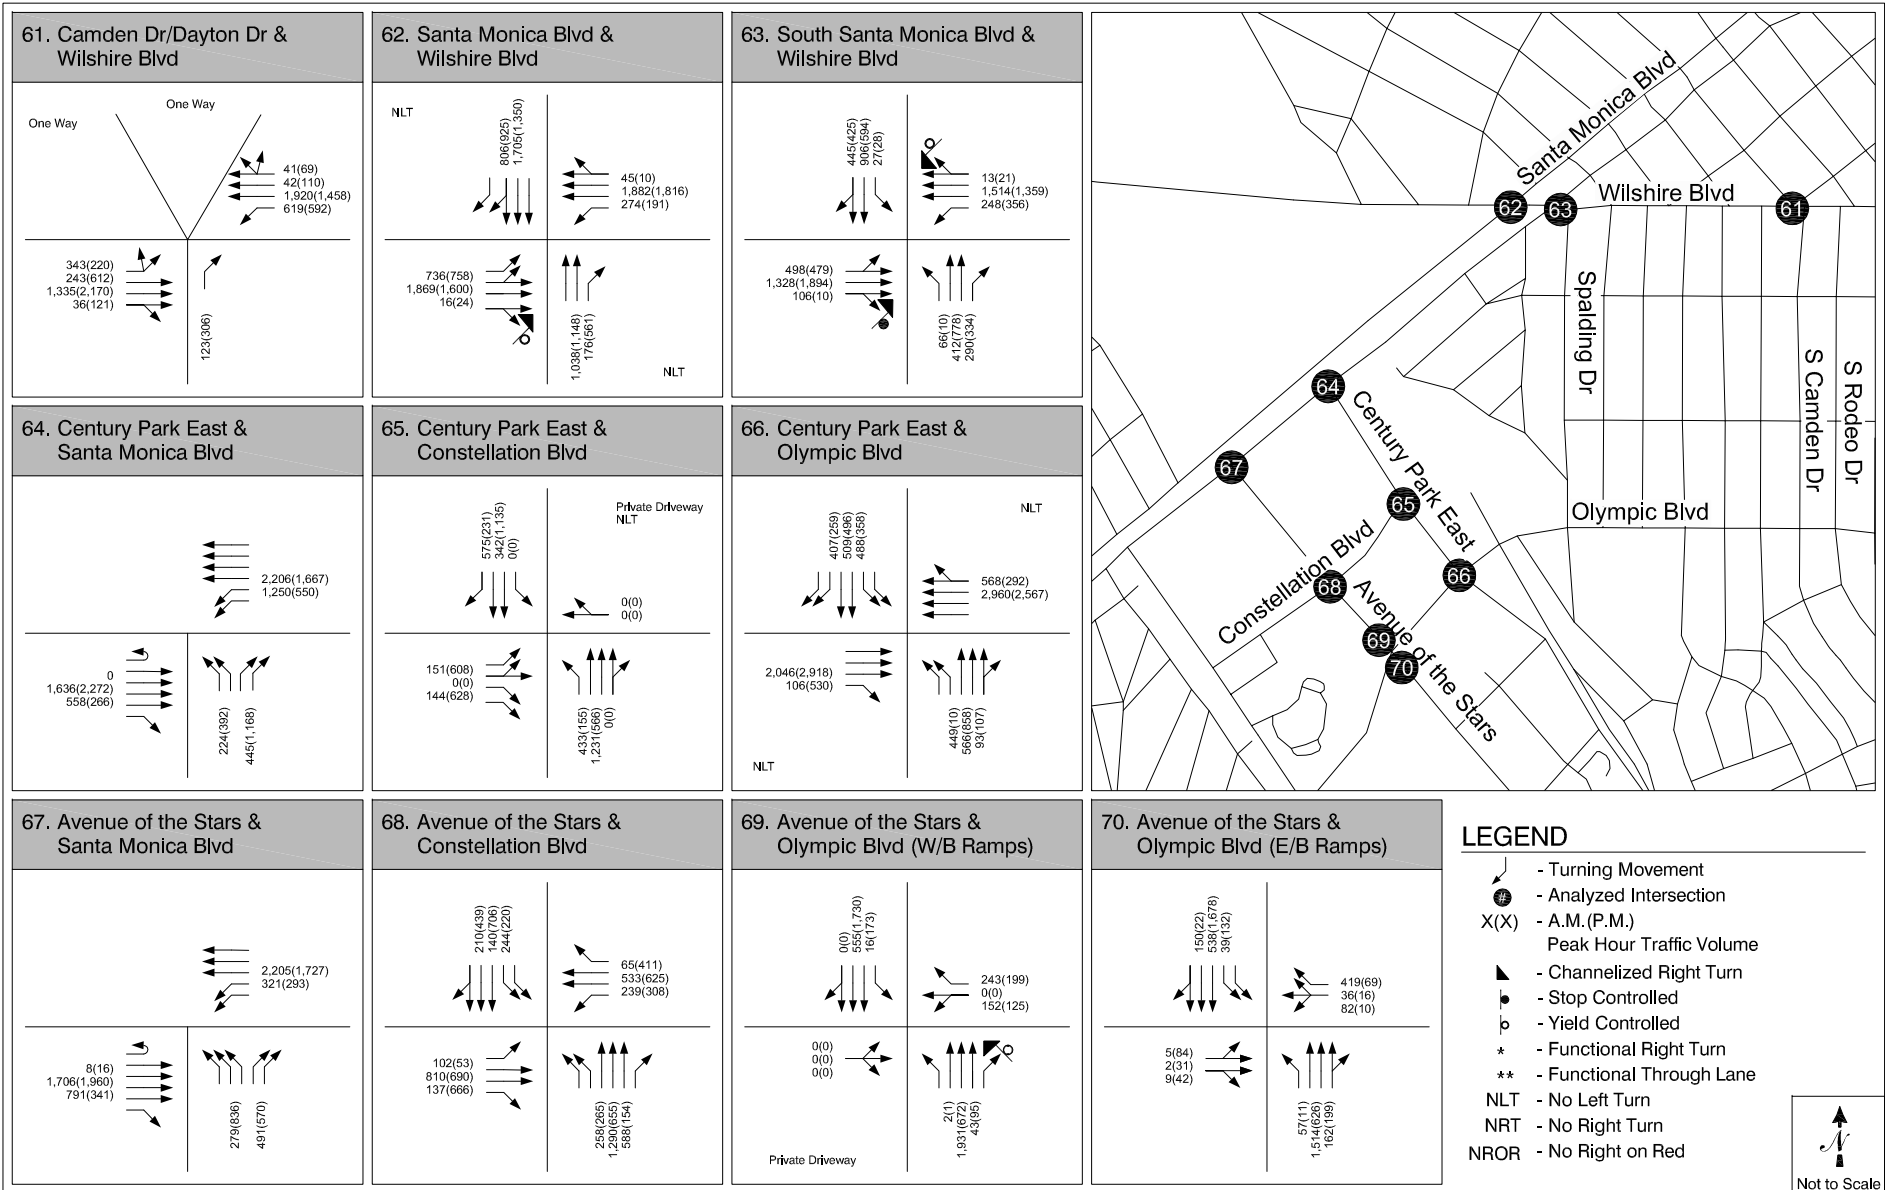 61. Camden Dr/Dayton Dr &
Wilshire Blvd
One Way
One Way
41(69)
42(110)
1,920(1,458)
619(592)
343(220)
243(612)
1,335(2,170)
36(121)
123(306)
62. Santa Monica Blvd &
Wilshire Blvd
NLT
806(925)
1,705(1,350)
45(10)
1,882(1,816)
274(191)
736(758)
1,869(1,600)
16(24)
1,038(1,148)
176(561)
NLT
63. South Santa Monica Blvd &
Wilshire Blvd
445(425)
906(594)
27(28)
13(21)
1,514(1,359)
248(356)
498(479)
1,328(1,894)
106(10)
66(10)
412(778)
290(334)
64. Century Park East &
Santa Monica Blvd
2,206(1,667)
1,250(550)
0
1,636(2,272)
558(266)
224(392)
445(1,168)
65. Century Park East &
Constellation Blvd
575(231)
342(1,135)
0(0)
Private Driveway
NLT
0(0)
0(0)
151(608)
0(0)
144(628)
433(155)
1,231(566)
0(0)
66. Century Park East &
Olympic Blvd
407(259)
509(496)
488(358)
NLT
568(292)
2,960(2,567)
2,046(2,918)
106(530)
449(10)
566(858)
93(107)
NLT
67. Avenue of the Stars &
Santa Monica Blvd
2,205(1,727)
321(293)
8(16)
1,706(1,960)
791(341)
279(836)
491(570)
68. Avenue of the Stars &
Constellation Blvd
210(439)
140(706)
244(220)
65(411)
533(625)
239(308)
102(53)
810(690)
137(666)
258(265)
1,290(655)
588(154)
69. Avenue of the Stars &
Olympic Blvd (W/B Ramps)
0(0)
555(1,730)
16(173)
243(199)
0(0)
152(125)
0(0)
0(0)
0(0)
2(1)
1,931(672)
43(95)
Private Driveway
70. Avenue of the Stars &
Olympic Blvd (E/B Ramps)
150(22)
538(1,678)
39(132)
419(69)
36(16)
82(10)
5(84)
2(31)
9(42)
57(11)
1,514(626)
162(199)
Santa Monica Blvd
Wilshire Blvd
62
63
61
Spalding Dr
S Camden Dr
S Rodeo Dr
64
Century Park East
67
65
Olympic Blvd
Constellation Blvd
66
68
Avenue of the Stars
69
70
LEGEND
- Turning Movement
# - Analyzed Intersection
X(X) - A.M.(P.M.)
Peak Hour Traffic Volume
- Channelized Right Turn
- Stop Controlled
- Yield Controlled
* - Functional Right Turn
** - Functional Through Lane
NLT - No Left Turn
NRT - No Right Turn
NROR - No Right on Red
N
Not to Scale